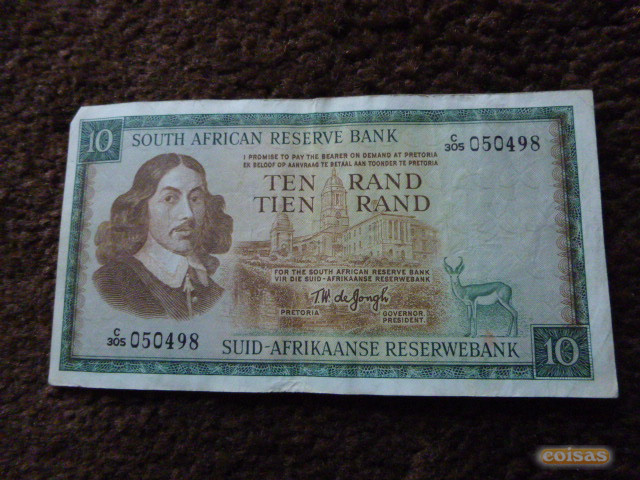 10
SOUTH AFRICAN RESERVE BANK
C/305 050498
I PROMISE TO PAY THE BEARER ON DEMAND AT PRETORIA
EK BELOOF OP AANVRAAG TE BETAAL AAN TOONDER TE PRETORIA
TEN RAND
TIEN RAND
FOR THE SOUTH AFRICAN RESERVE BANK
VIR DIE SUID-AFRIKAANSE RESERWEBANK
T.W. de Jongh
PRETORIA GOVERNOR.
PRESIDENT.
C/305 050498
SUID-AFRIKAANSE RESERWEBANK
10
coisas